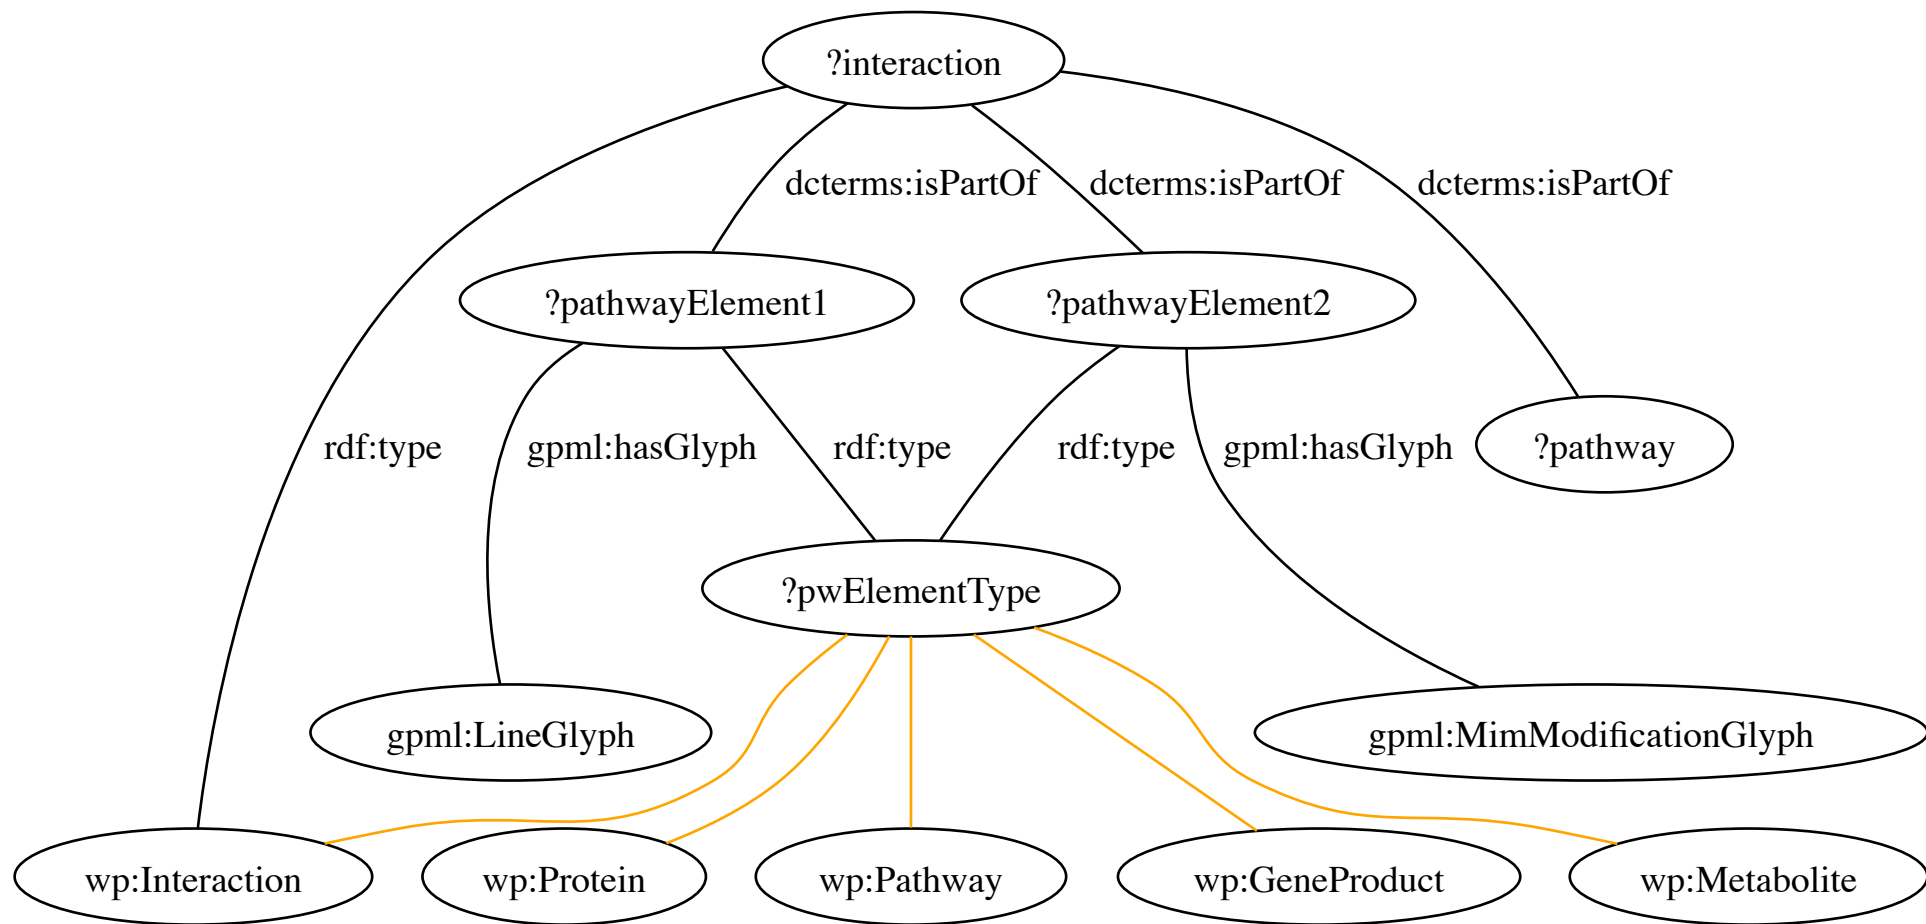 ?interaction
dcterms:isPartOf
dcterms:isPartOf
dcterms:isPartOf
?pathwayElement1
?pathwayElement2
rdf:type
gpml:hasGlyph
rdf:type
rdf:type
gpml:hasGlyph
?pathway
?pwElementType
gpml:LineGlyph
gpml:MimModificationGlyph
wp:Interaction
wp:Protein
wp:Pathway
wp:GeneProduct
wp:Metabolite